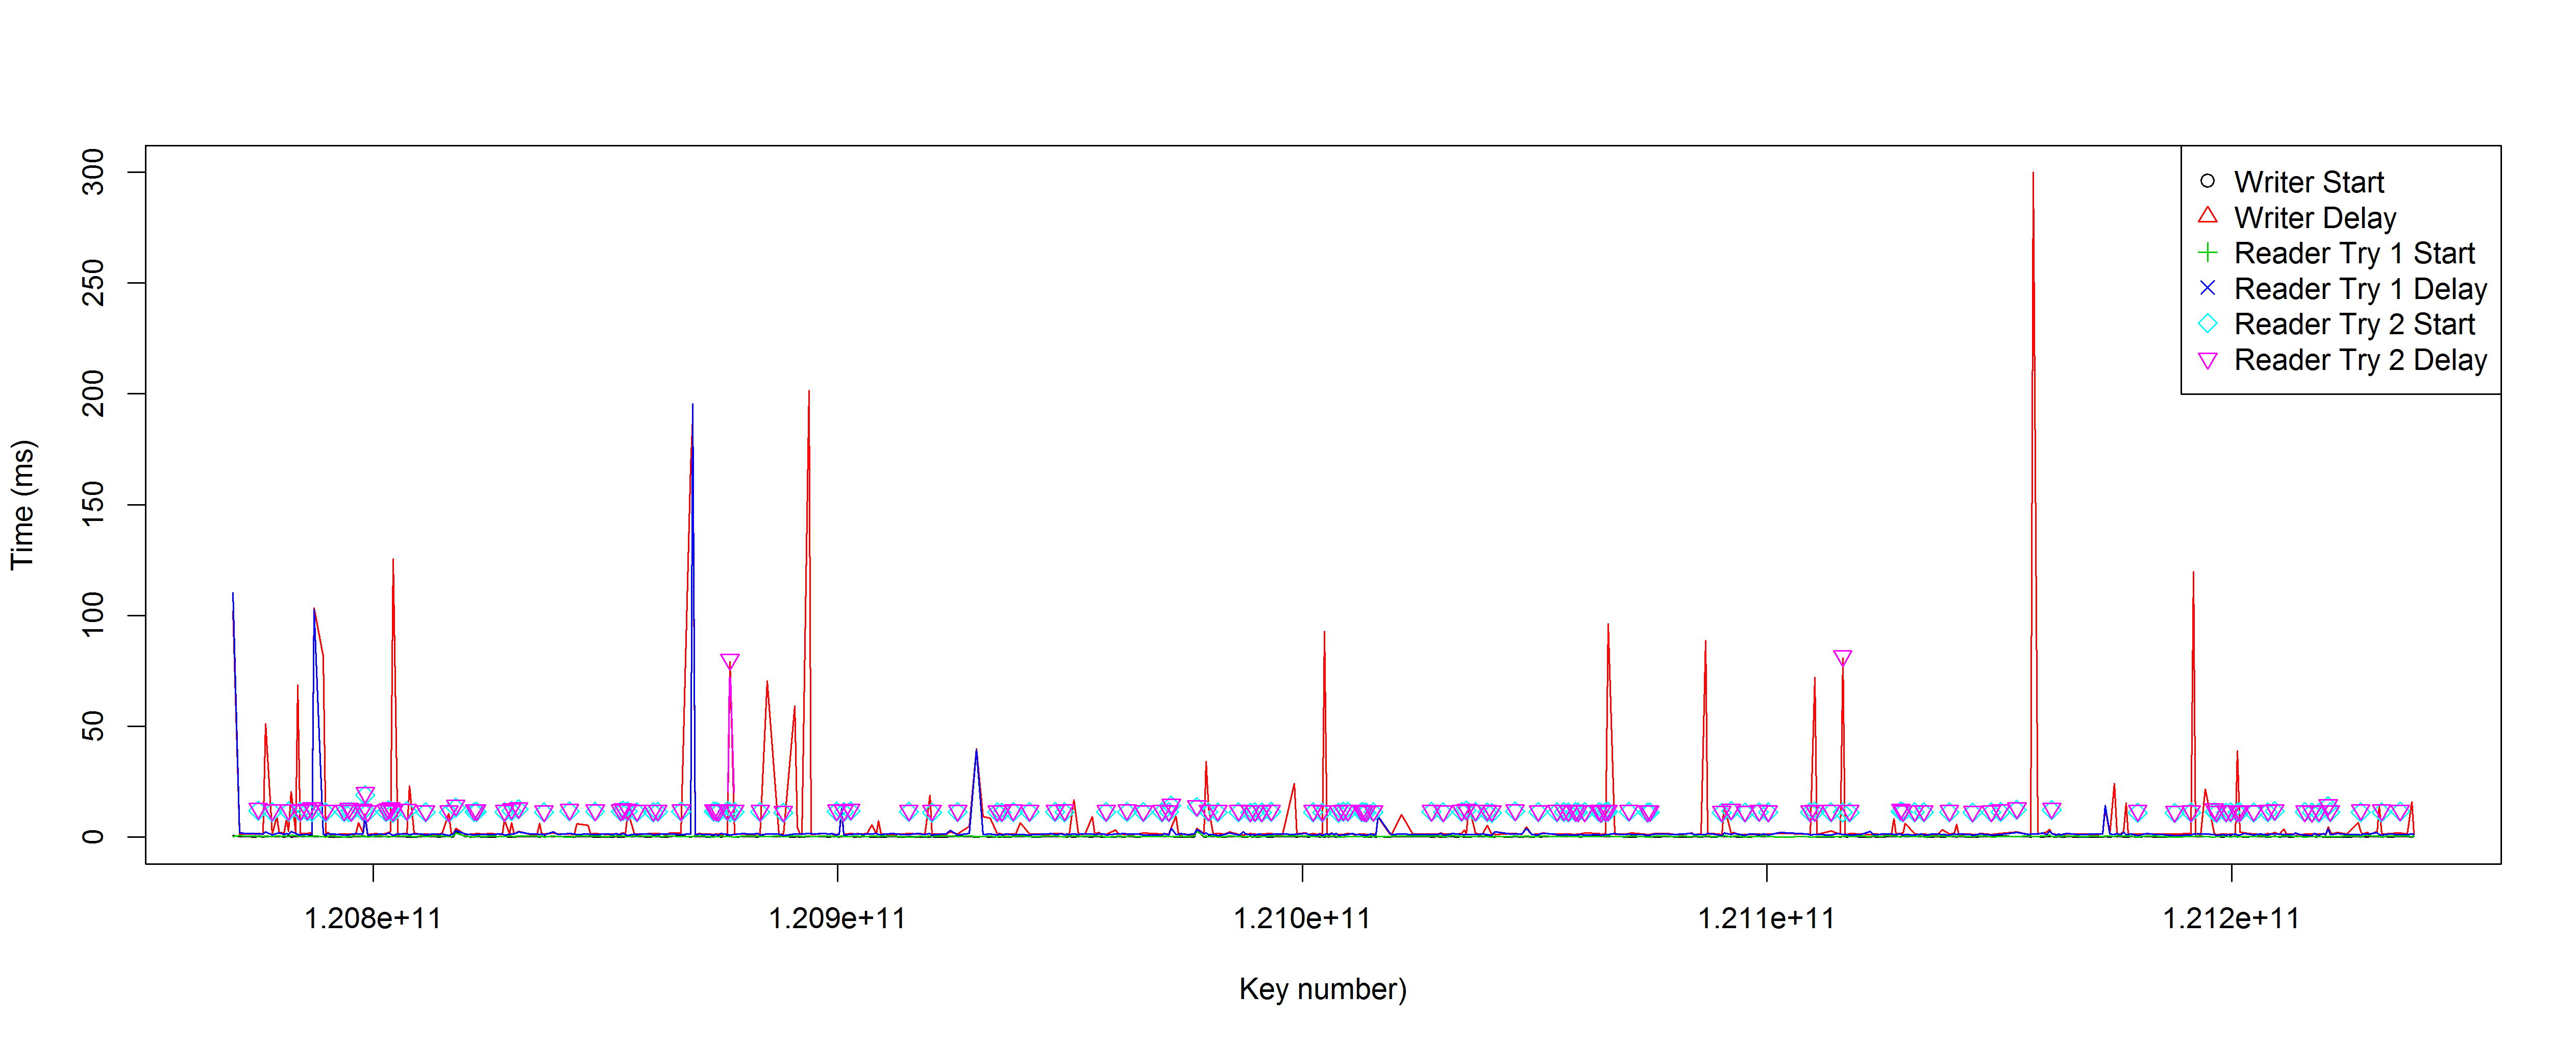 300
250
200
150
100
50
0
Time (ms)
Writer Start
Writer Delay
Reader Try 1 Start
Reader Try 1 Delay
Reader Try 2 Start
Reader Try 2 Delay
1.208e+11 1.209e+11 1.210e+11 1.211e+11 1.212e+11
Key number)